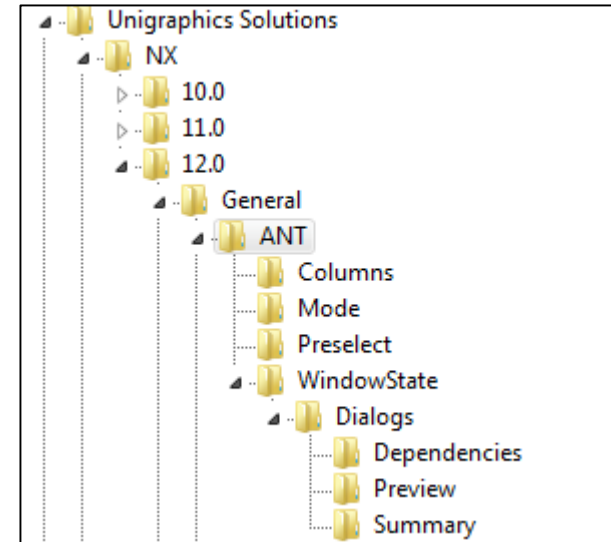 Unigraphics Solutions
NX
10.0
11.0
12.0
General
ANT
Columns
Mode
Preselect
WindowState
Dialogs
Dependencies
Preview
Summary